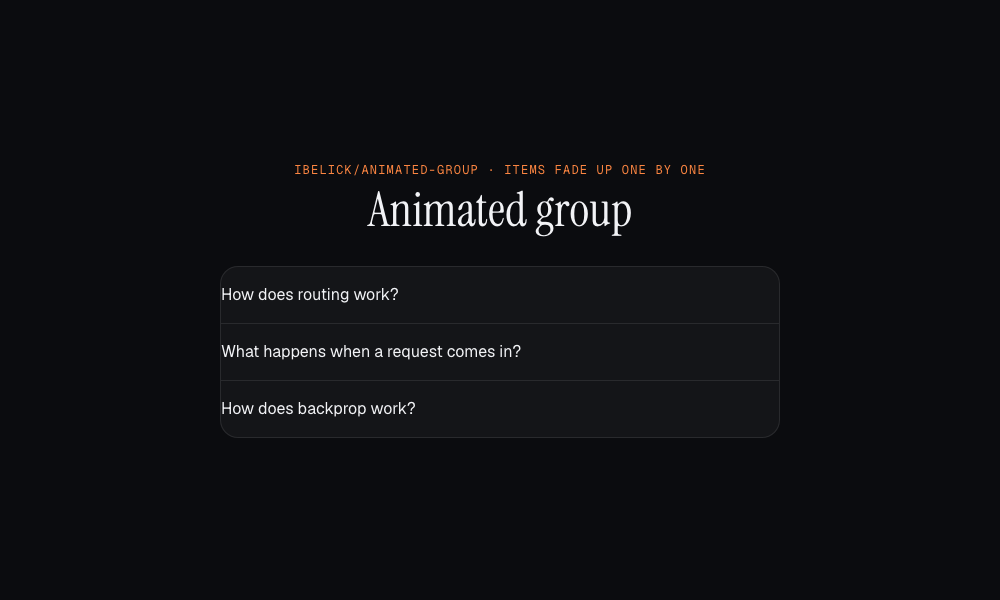 IBELICK/ANIMATED-GROUP · ITEMS FADE UP ONE BY ONE
Animated group
How does routing work?
What happens when a request comes in?
How does backprop work?